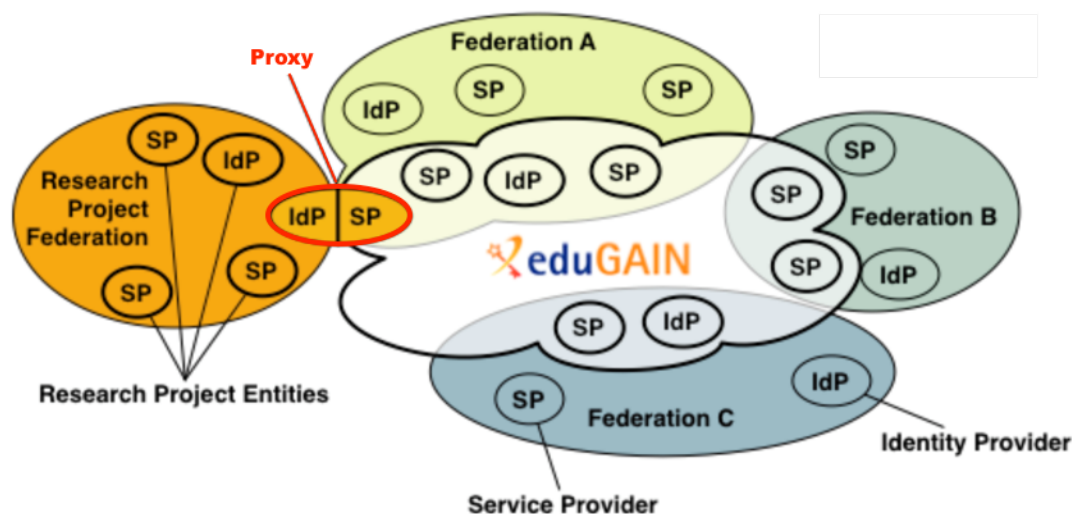 Federation A
Proxy
IdP
SP
SP
SP
IdP
Research
Project
Federation
IdP
SP
SP
IdP
SP
SP
SP
SP
Federation B
SP
IdP
eduGAIN
SP
SP
SP
IdP
Research Project Entities
SP
IdP
Federation C
Identity Provider
Service Provider